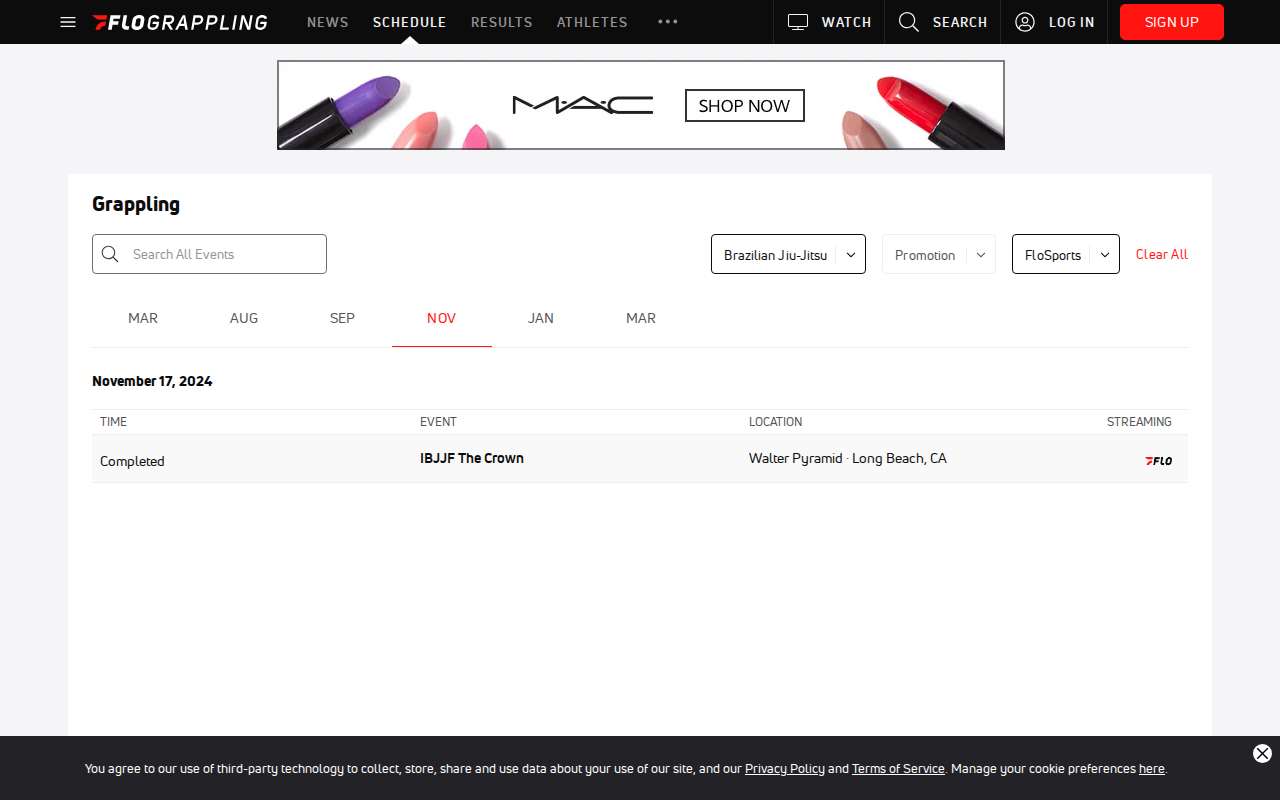 FLOGRAPPLING NEWS SCHEDULE RESULTS ATHLETES WATCH SEARCH LOG IN SIGN UP
MAC SHOP NOW
Grappling
Search All Events Brazilian Jiu-Jitsu Promotion FloSports Clear All
MAR AUG SEP NOV JAN MAR
November 17, 2024
TIME EVENT LOCATION STREAMING
Completed IBJJF The Crown Walter Pyramid · Long Beach, CA FLO
You agree to our use of third-party technology to collect, store, share and use data about your use of our site, and our Privacy Policy and Terms of Service. Manage your cookie preferences here.